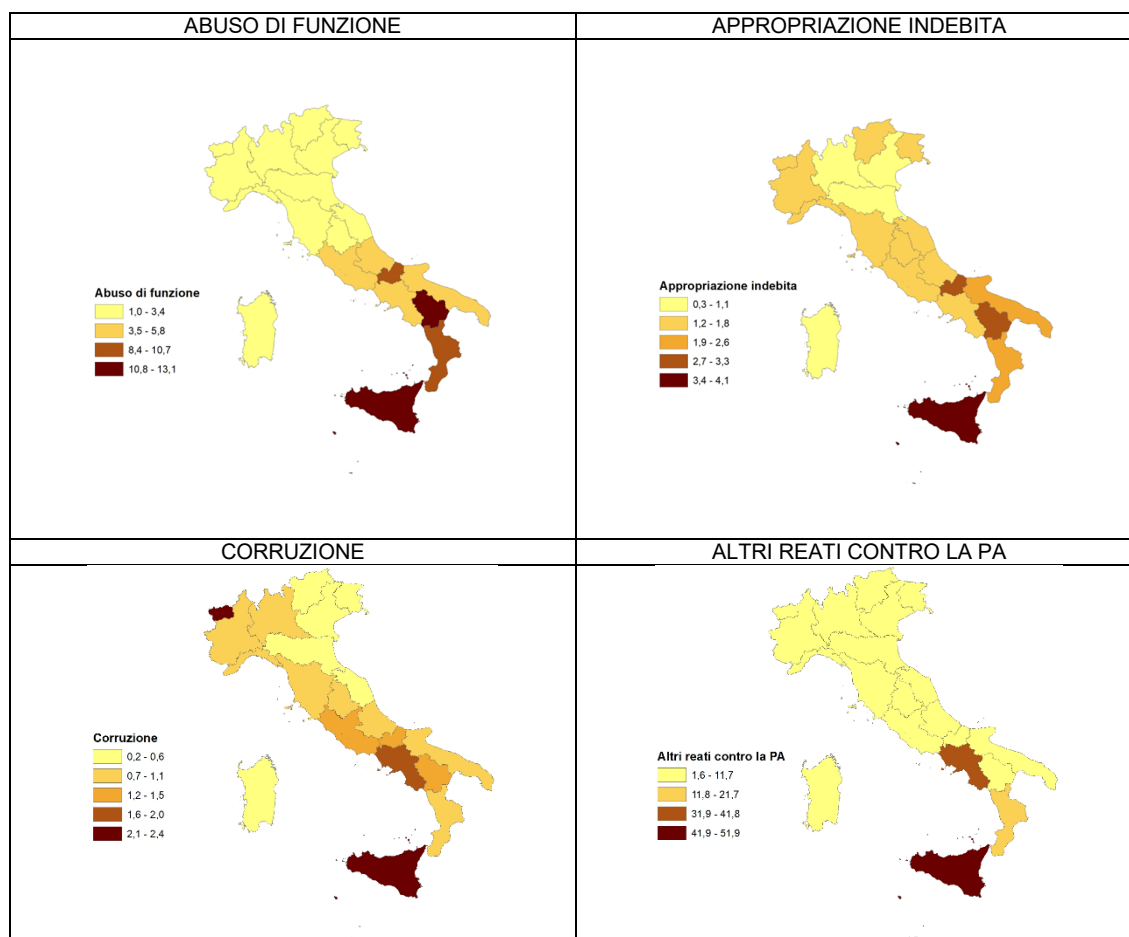 ABUSO DI FUNZIONE
APPROPRIAZIONE INDEBITA
Abuso di funzione
1,0 - 3,4
3,5 - 5,8
8,4 - 10,7
10,8 - 13,1
Appropriazione indebita
0,3 - 1,1
1,2 - 1,8
1,9 - 2,6
2,7 - 3,3
3,4 - 4,1
CORRUZIONE
ALTRI REATI CONTRO LA PA
Corruzione
0,2 - 0,6
0,7 - 1,1
1,2 - 1,5
1,6 - 2,0
2,1 - 2,4
Altri reati contro la PA
1,6 - 11,7
11,8 - 21,7
31,9 - 41,8
41,9 - 51,9